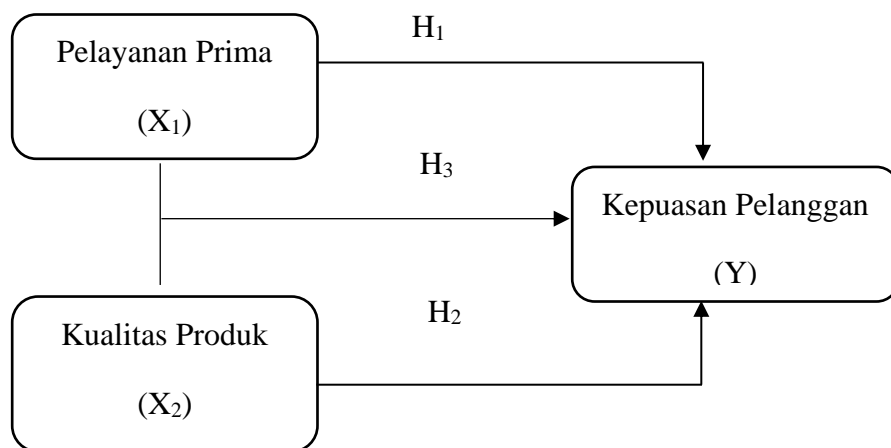 Pelayanan Prima
(X₁)
H₁
H₃
Kepuasan Pelanggan
(Y)
Kualitas Produk
(X₂)
H₂